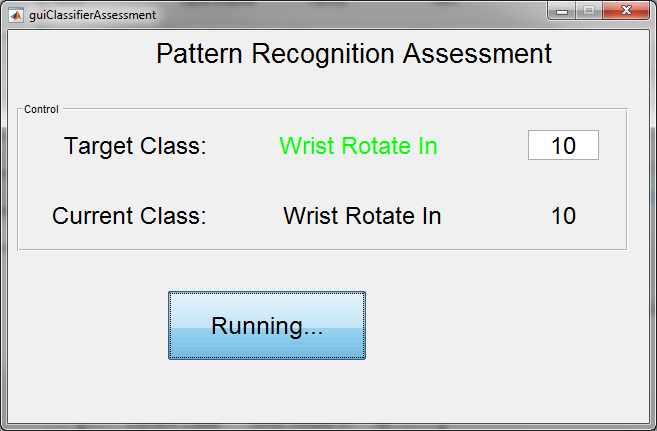 guiClassifierAssessment
Pattern Recognition Assessment
Control
Target Class: Wrist Rotate In 10
Current Class: Wrist Rotate In 10
Running...